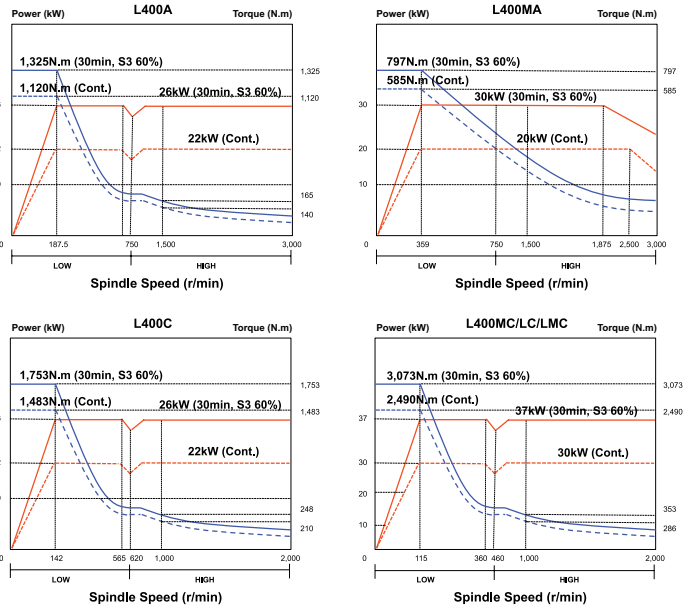 L400A
Power (kW)
Torque (N.m)
1,325N.m (30min, S3 60%)
1,325
1,120N.m (Cont.)
26kW (30min, S3 60%)
1,120
22kW (Cont.)
165
140
0
187.5
750
1,500
3,000
LOW
HIGH
Spindle Speed (r/min)
L400MA
Power (kW)
Torque (N.m)
797N.m (30min, S3 60%)
797
585N.m (Cont.)
585
30kW (30min, S3 60%)
30
20kW (Cont.)
20
10
0
359
750
1,500
1,875
2,500
3,000
LOW
HIGH
Spindle Speed (r/min)
L400C
Power (kW)
Torque (N.m)
1,753N.m (30min, S3 60%)
1,753
1,483N.m (Cont.)
26kW (30min, S3 60%)
1,483
22kW (Cont.)
248
210
0
142
565
620
1,000
2,000
LOW
HIGH
Spindle Speed (r/min)
L400MC/LC/LMC
Power (kW)
Torque (N.m)
3,073N.m (30min, S3 60%)
3,073
2,490N.m (Cont.)
37kW (30min, S3 60%)
2,490
37
30kW (Cont.)
30
20
353
10
286
0
115
360
460
1,000
2,000
LOW
HIGH
Spindle Speed (r/min)